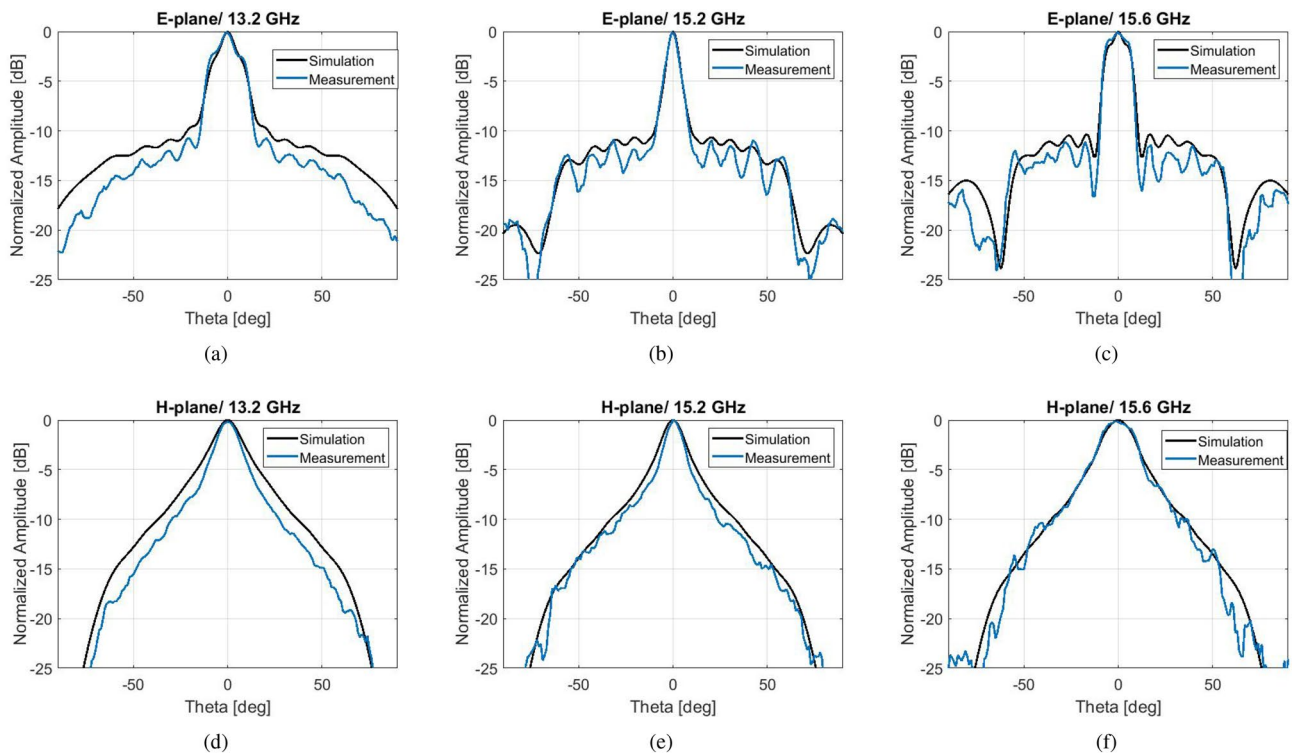 E-plane/ 13.2 GHz
0
-5
-10
-15
-20
-25
Normalized Amplitude [dB]
Simulation
Measurement
-50
0
50
Theta [deg]
(a)
E-plane/ 15.2 GHz
0
-5
-10
-15
-20
-25
Normalized Amplitude [dB]
Simulation
Measurement
-50
0
50
Theta [deg]
(b)
E-plane/ 15.6 GHz
0
-5
-10
-15
-20
-25
Normalized Amplitude [dB]
Simulation
Measurement
-50
0
50
Theta [deg]
(c)
H-plane/ 13.2 GHz
0
-5
-10
-15
-20
-25
Normalized Amplitude [dB]
Simulation
Measurement
-50
0
50
Theta [deg]
(d)
H-plane/ 15.2 GHz
0
-5
-10
-15
-20
-25
Normalized Amplitude [dB]
Simulation
Measurement
-50
0
50
Theta [deg]
(e)
H-plane/ 15.6 GHz
0
-5
-10
-15
-20
-25
Normalized Amplitude [dB]
Simulation
Measurement
-50
0
50
Theta [deg]
(f)